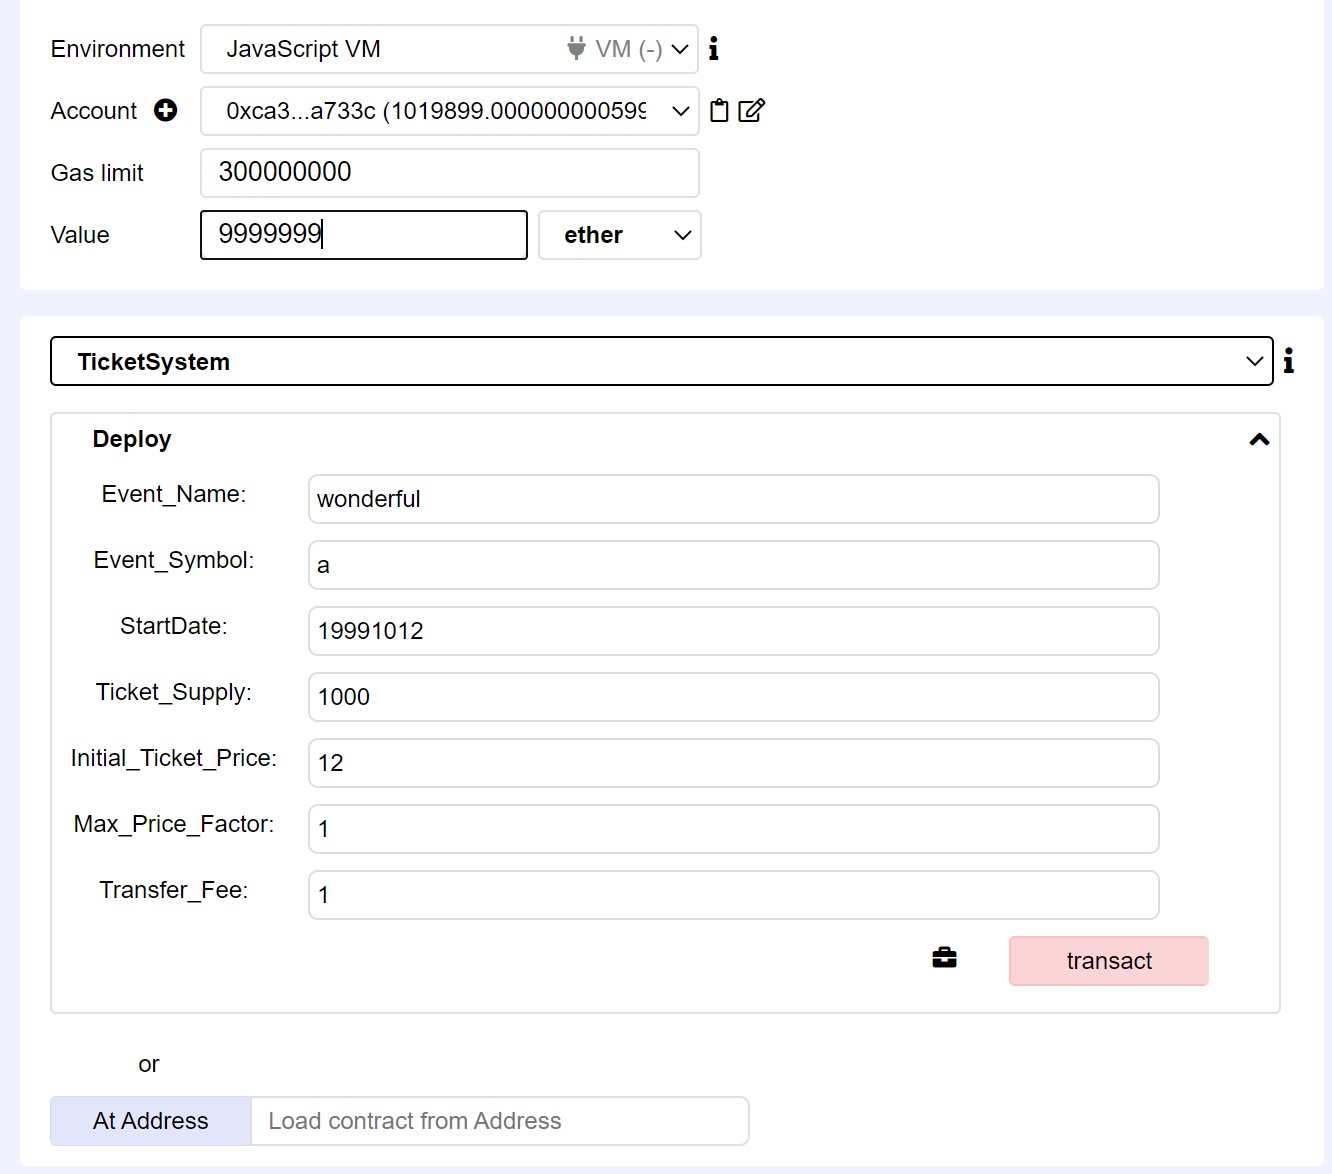 Environment JavaScript VM VM (-)
Account 0xca3...a733c (1019899.000000000599
Gas limit 300000000
Value 9999999 ether
TicketSystem
Deploy
Event_Name: wonderful
Event_Symbol: a
StartDate: 19991012
Ticket_Supply: 1000
Initial_Ticket_Price: 12
Max_Price_Factor: 1
Transfer_Fee: 1
transact
or
At Address Load contract from Address